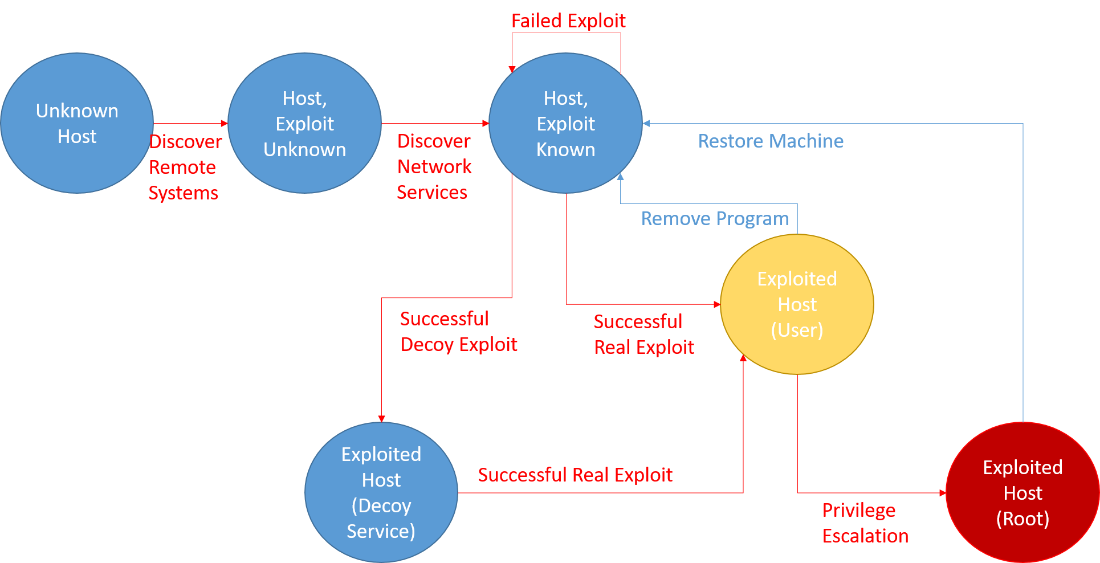 Failed Exploit
Unknown
Host
Host,
Exploit
Unknown
Host,
Exploit
Known
Discover
Remote
Systems
Discover
Network
Services
Restore Machine
Remove Program
Exploited
Host
(User)
Successful
Decoy Exploit
Successful
Real Exploit
Exploited
Host
(Decoy
Service)
Successful Real Exploit
Privilege
Escalation
Exploited
Host
(Root)